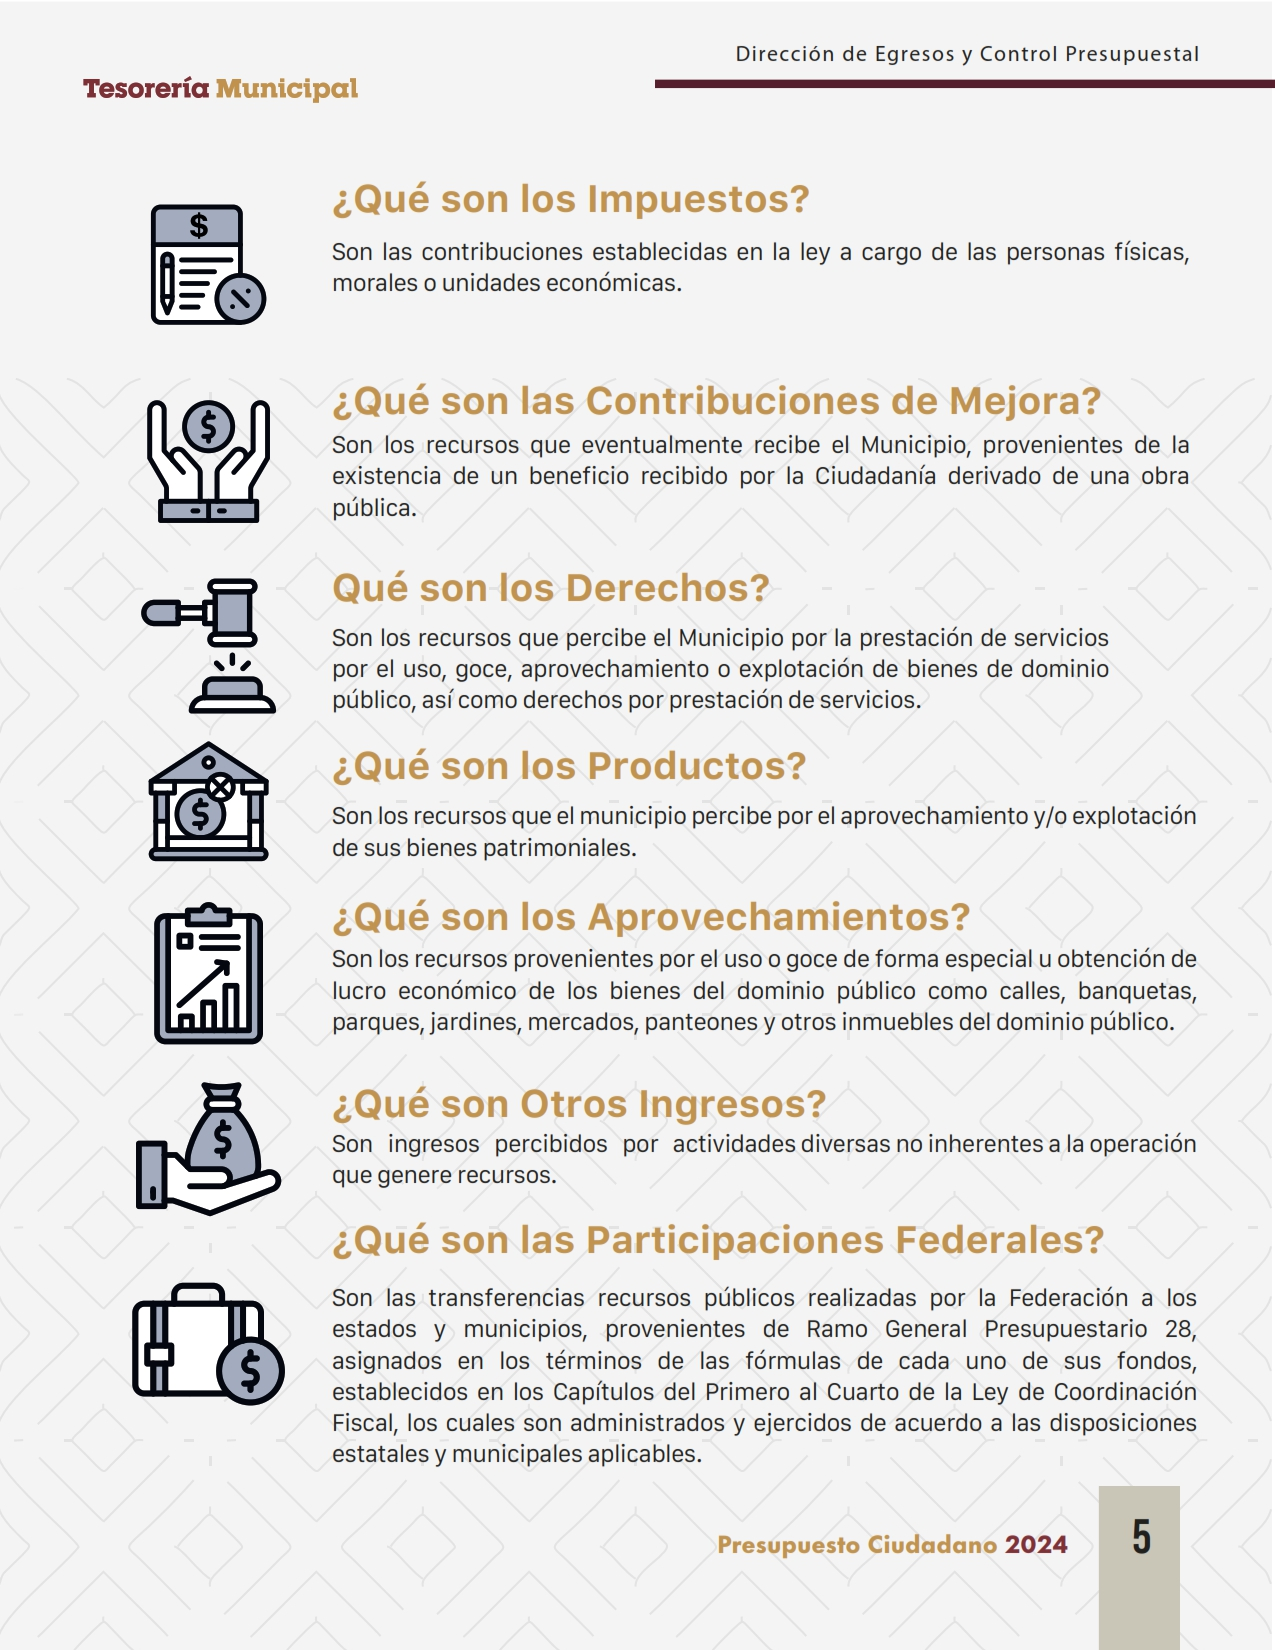 Dirección de Egresos y Control Presupuestal
Tesorería Municipal
¿Qué son los Impuestos?
$
Son las contribuciones establecidas en la ley a cargo de las personas físicas,
morales o unidades económicas.
%
¿Qué son las Contribuciones de Mejora?
$
Son los recursos que eventualmente recibe el Municipio, provenientes de la
existencia de un beneficio recibido por la Ciudadanía derivado de una obra
pública.
Qué son los Derechos?
Son los recursos que percibe el Municipio por la prestación de servicios
por el uso, goce, aprovechamiento o explotación de bienes de dominio
público, así como derechos por prestación de servicios.
¿Qué son los Productos?
$
Son los recursos que el municipio percibe por el aprovechamiento y/o explotación
de sus bienes patrimoniales.
¿Qué son los Aprovechamientos?
Son los recursos provenientes por el uso o goce de forma especial u obtención de
lucro económico de los bienes del dominio público como calles, banquetas,
parques, jardines, mercados, panteones y otros inmuebles del dominio público.
¿Qué son Otros Ingresos?
$
Son ingresos percibidos por actividades diversas no inherentes a la operación
que genere recursos.
¿Qué son las Participaciones Federales?
Son las transferencias recursos públicos realizadas por la Federación a los
estados y municipios, provenientes de Ramo General Presupuestario 28,
asignados en los términos de las fórmulas de cada uno de sus fondos,
$
establecidos en los Capítulos del Primero al Cuarto de la Ley de Coordinación
Fiscal, los cuales son administrados y ejercidos de acuerdo a las disposiciones
estatales y municipales aplicables.
Presupuesto Ciudadano 2024
5